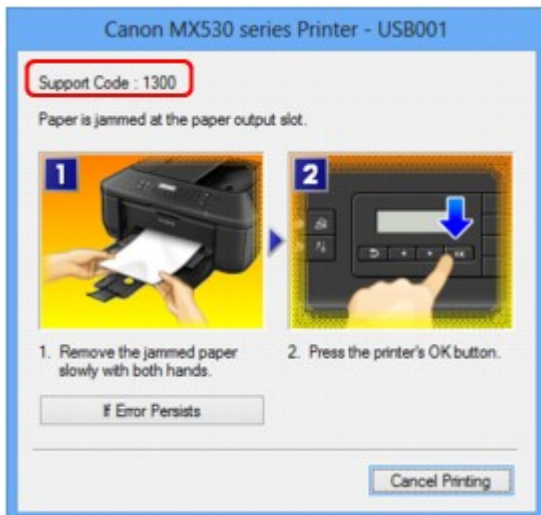 Canon MX530 series Printer - USB001
Support Code : 1300
Paper is jammed at the paper output slot.
1
2
1. Remove the jammed paper
slowly with both hands.
2. Press the printer's OK button.
If Error Persists
Cancel Printing